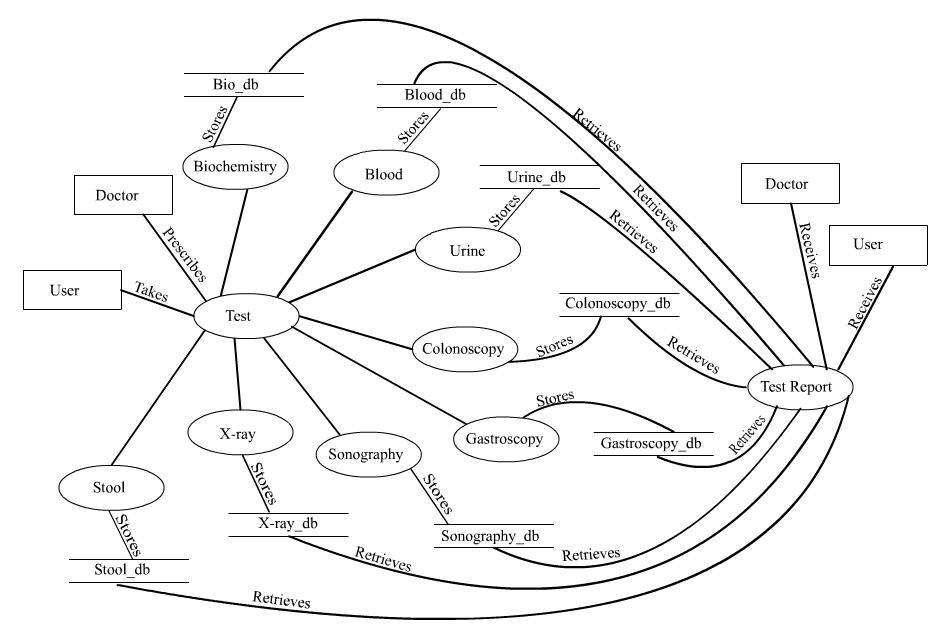 Bio_db
Blood_db
Stores
Stores
Retrieves
Biochemistry
Blood
Urine_db
Doctor
Doctor
Stores
Retrieves
Retrieves
Prescribes
Urine
Receives
User
User
Takes
Test
Colonoscopy_db
Receives
Colonoscopy
Stores
Retrieves
Test Report
Stores
X-ray
Gastroscopy
Gastroscopy_db
Retrieves
Sonography
Stool
Stores
Stores
Stores
X-ray_db
Sonography_db
Retrieves
Retrieves
Stool_db
Retrieves